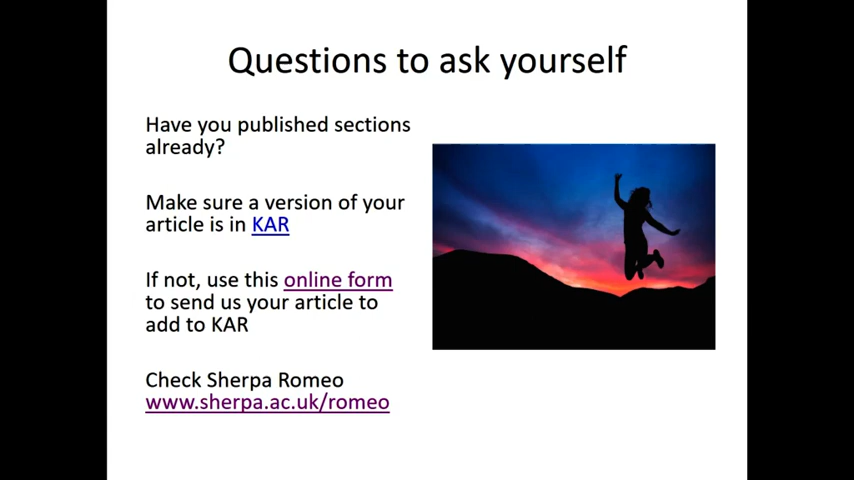 Questions to ask yourself
Have you published sections
already?
Make sure a version of your
article is in KAR
If not, use this online form
to send us your article to
add to KAR
Check Sherpa Romeo
www.sherpa.ac.uk/romeo